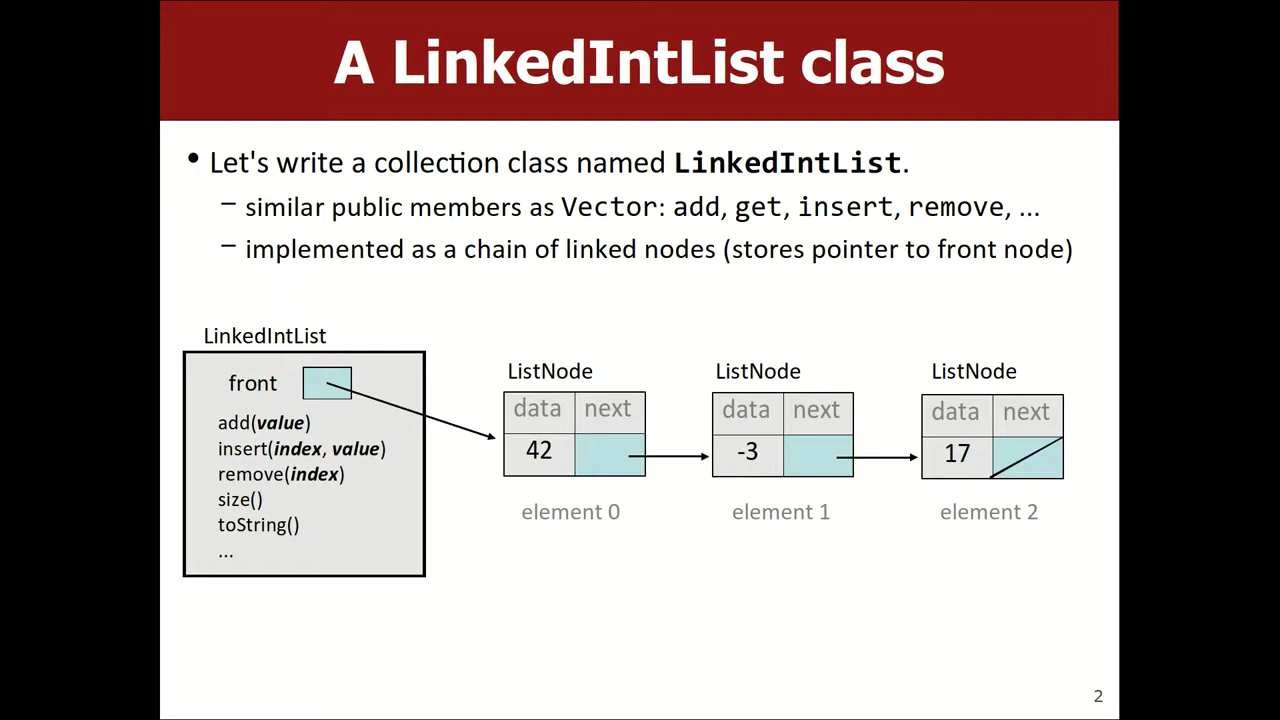 A LinkedIntList class
• Let's write a collection class named LinkedIntList.
– similar public members as Vector: add, get, insert, remove, ...
– implemented as a chain of linked nodes (stores pointer to front node)
LinkedIntList
front
add(value)
insert(index, value)
remove(index)
size()
toString()
...
ListNode
data next
42
element 0
ListNode
data next
-3
element 1
ListNode
data next
17
element 2
2